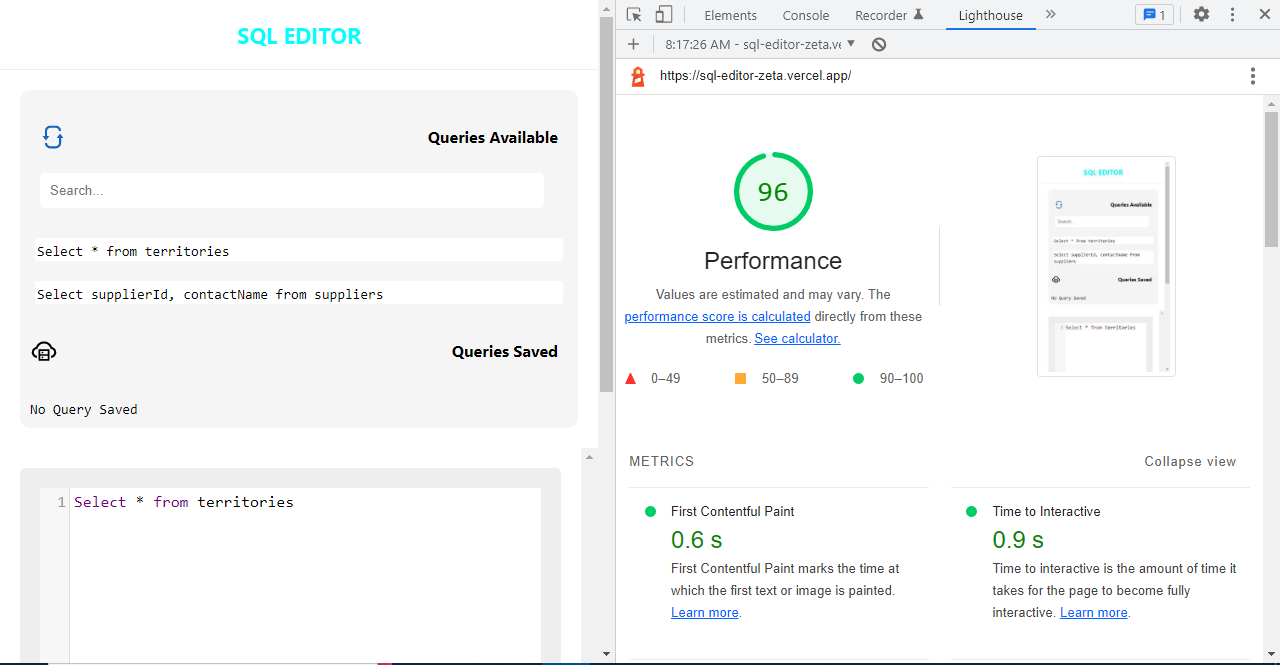 SQL EDITOR
Queries Available
Search...
Select * from territories
Select supplierId, contactName from suppliers
Queries Saved
No Query Saved
1 Select * from territories
Elements Console Recorder Lighthouse » 1
8:17:26 AM - sql-editor-zeta.ve
https://sql-editor-zeta.vercel.app/
96
Performance
Values are estimated and may vary. The
performance score is calculated directly from these
metrics. See calculator.
0–49 50–89 90–100
SQL EDITOR
Queries Available
Search...
Select * from territories
Select supplierId, contactName from
suppliers
Queries Saved
No Query Saved
1 Select * from territories
METRICS
Collapse view
First Contentful Paint
0.6 s
First Contentful Paint marks the time at
which the first text or image is painted.
Learn more.
Time to Interactive
0.9 s
Time to interactive is the amount of time it
takes for the page to become fully
interactive. Learn more.